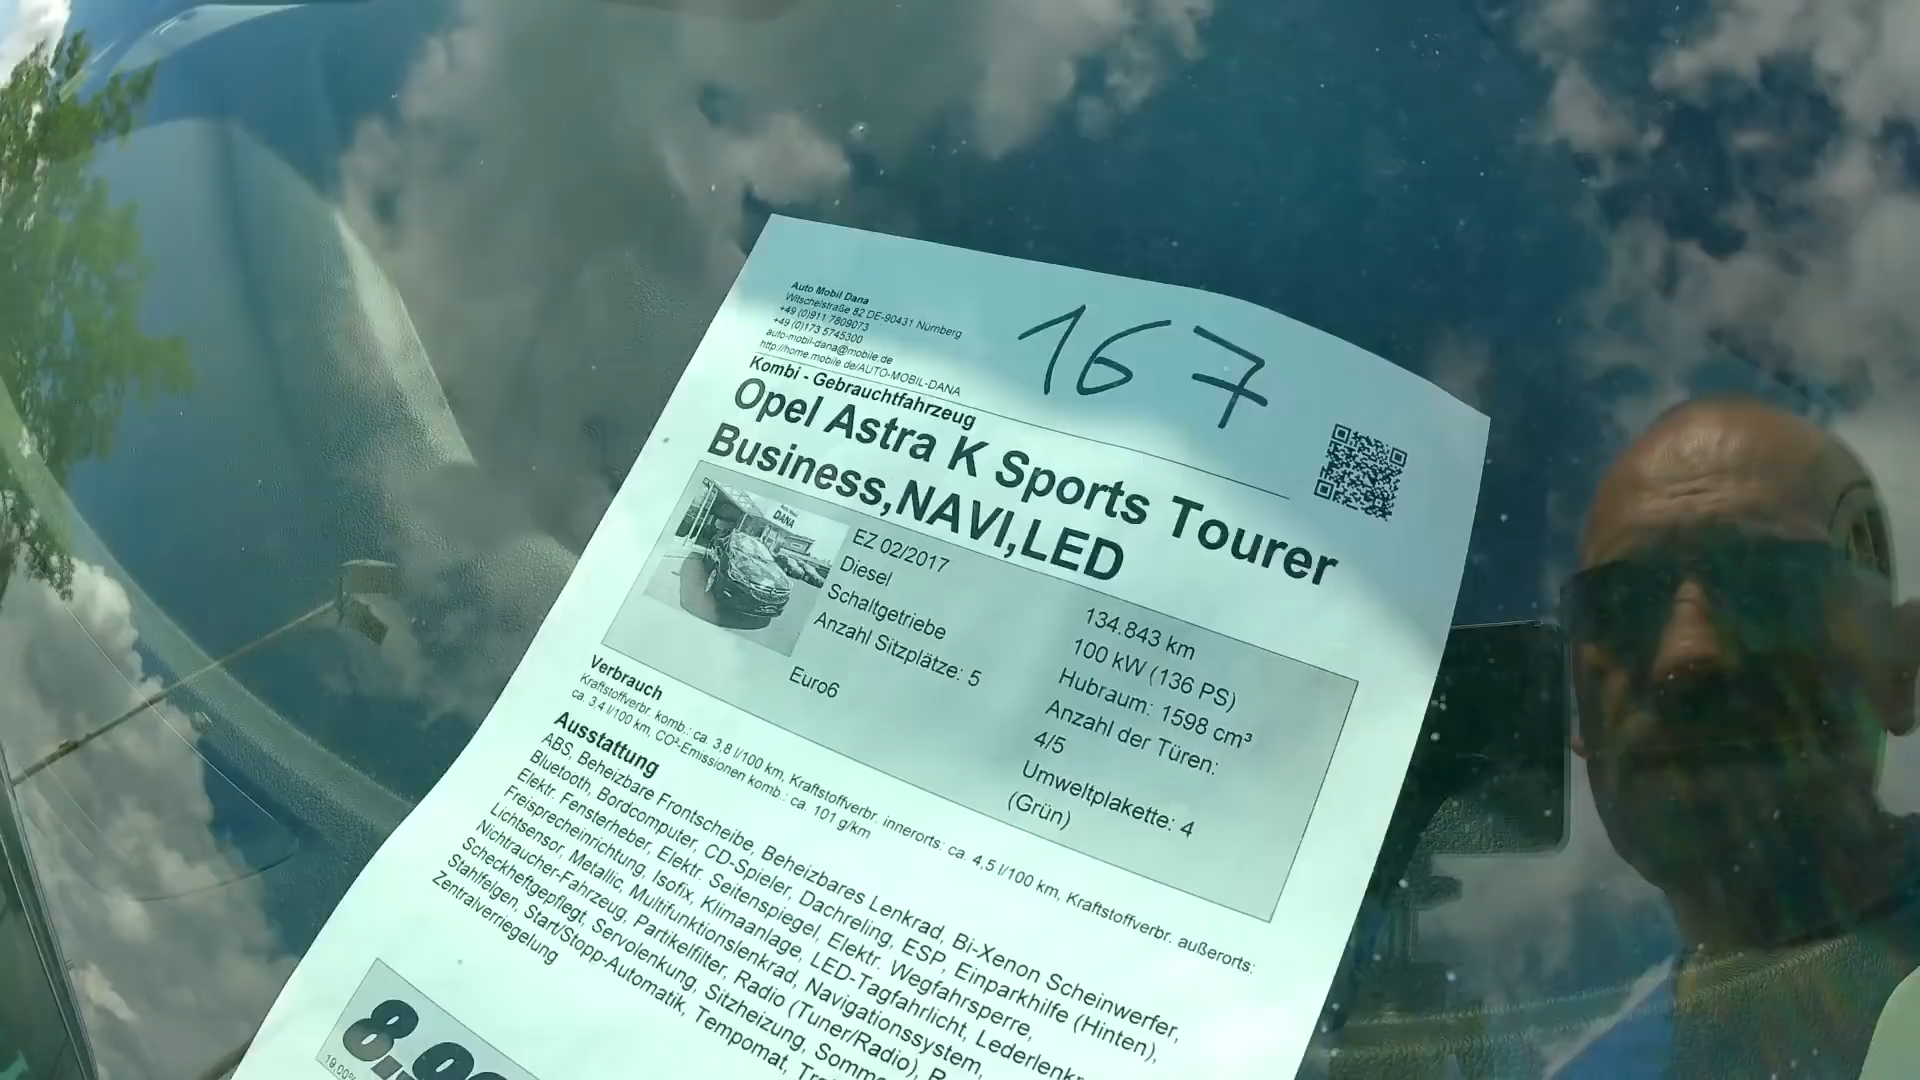 Auto Mobil Dana
Witschelstraße 82 DE-90431 Nürnberg
+49 (0)911 7809073
+49 (0)173 5745300
auto-mobil-dana@mobile.de
http://home.mobile.de/AUTO-MOBIL-DANA
167
Kombi - Gebrauchtfahrzeug
Opel Astra K Sports Tourer
Business,NAVI,LED
DANA
EZ 02/2017
Diesel
Schaltgetriebe
Anzahl Sitzplätze: 5
Euro6
134.843 km
100 kW (136 PS)
Hubraum: 1598 cm³
Anzahl der Türen:
4/5
Umweltplakette: 4
(Grün)
Verbrauch
Kraftstoffverbr. komb.: ca. 3,8 l/100 km, Kraftstoffverbr. innerorts: ca. 4,5 l/100 km, Kraftstoffverbr. außerorts:
ca. 3,4 l/100 km, CO²-Emissionen komb.: ca. 101 g/km
Ausstattung
ABS, Beheizbare Frontscheibe, Beheizbares Lenkrad, Bi-Xenon Scheinwerfer,
Bluetooth, Bordcomputer, CD-Spieler, Dachreling, ESP, Einparkhilfe (Hinten),
Elektr. Fensterheber, Elektr. Seitenspiegel, Elektr. Wegfahrsperre,
Freisprecheinrichtung, Isofix, Klimaanlage, LED-Tagfahrlicht,
Lichtsensor, Metallic, Multifunktionslenkrad, Navigationssystem,
Nichtraucher-Fahrzeug, Partikelfilter, Radio (Tuner/Radio),
Scheckheftgepflegt, Servolenkung, Sitzheizung,
Stahlfelgen, Start/Stopp-Automatik, Tempomat,
Zentralverriegelung
19,00%